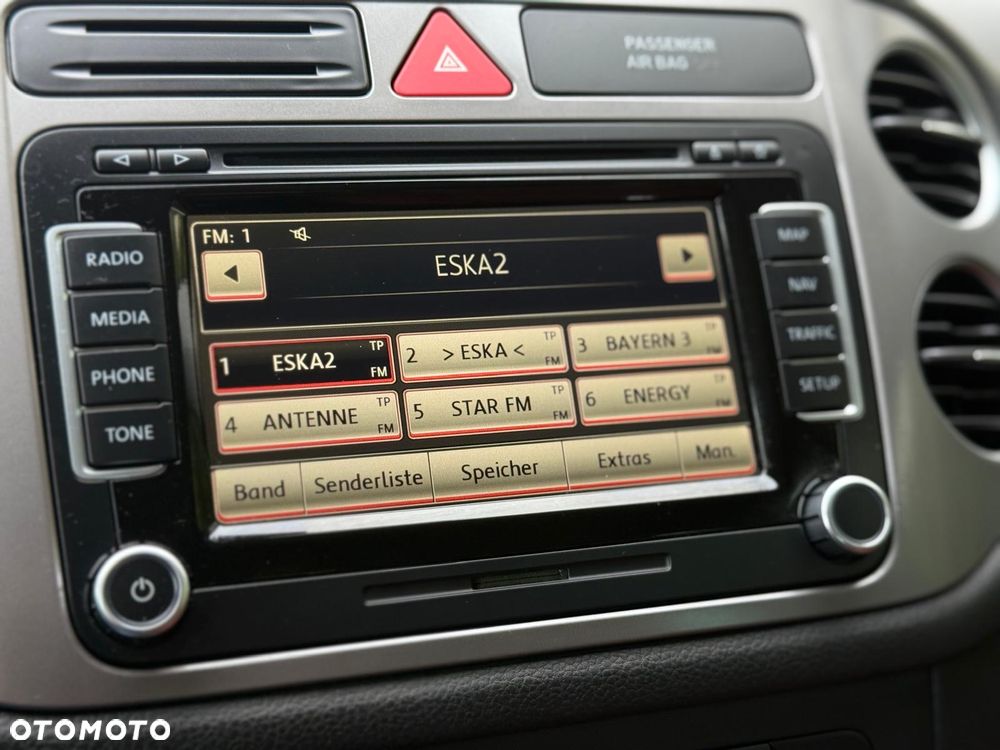 PASSENGER
AIR BAG OFF
RADIO
MEDIA
PHONE
TONE
MAP
NAV
TRAFFIC
SETUP
FM: 1
ESKA2
1 ESKA2 TP FM
2 > ESKA < TP FM
3 BAYERN 3 TP FM
4 ANTENNE TP FM
5 STAR FM TP FM
6 ENERGY TP FM
Band Senderliste Speicher Extras Man.
OTOMOTO